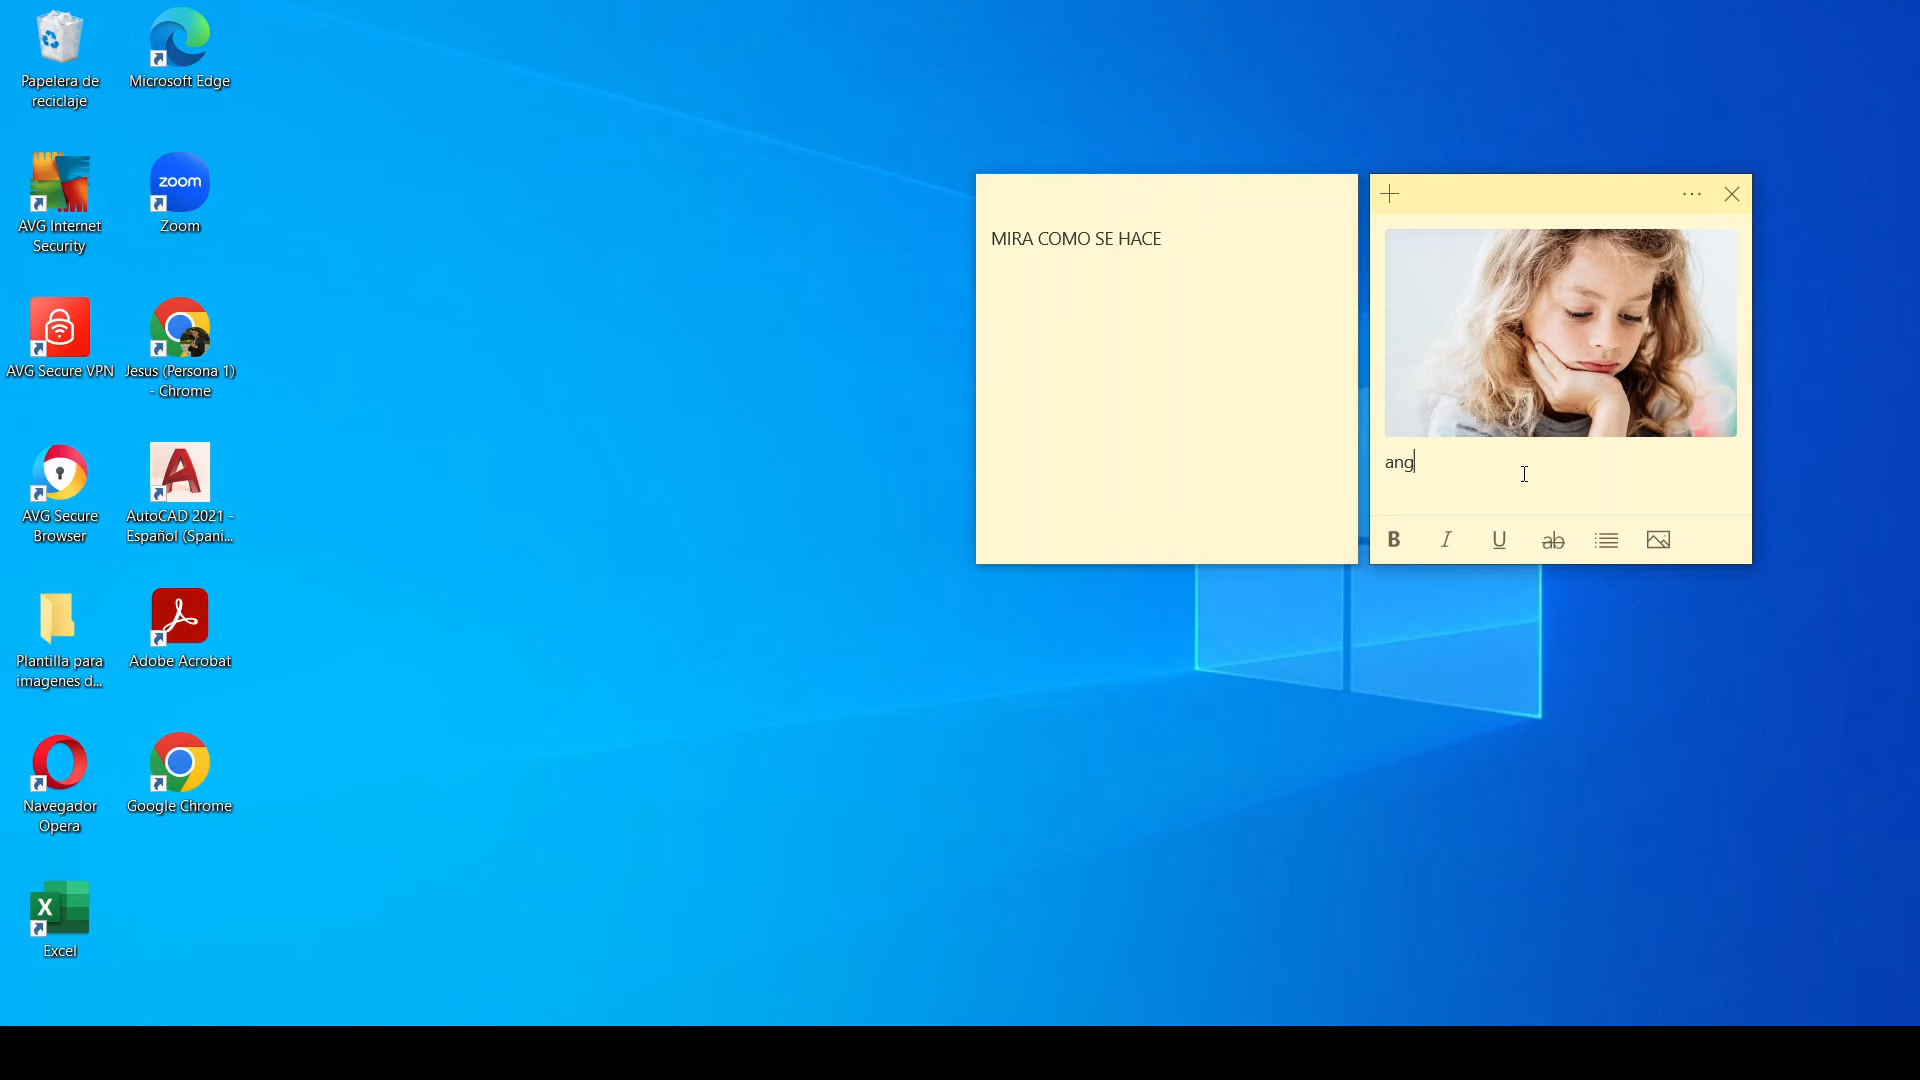 Papelera de
reciclaje
Microsoft Edge
AVG Internet
Security
zoom
Zoom
AVG Secure VPN
Jesus (Persona 1)
- Chrome
AVG Secure
Browser
AutoCAD 2021 -
Español (Spani...
Plantilla para
imagenes d...
Adobe Acrobat
Navegador
Opera
Google Chrome
X
Excel
MIRA COMO SE HACE
ang
B I U ab